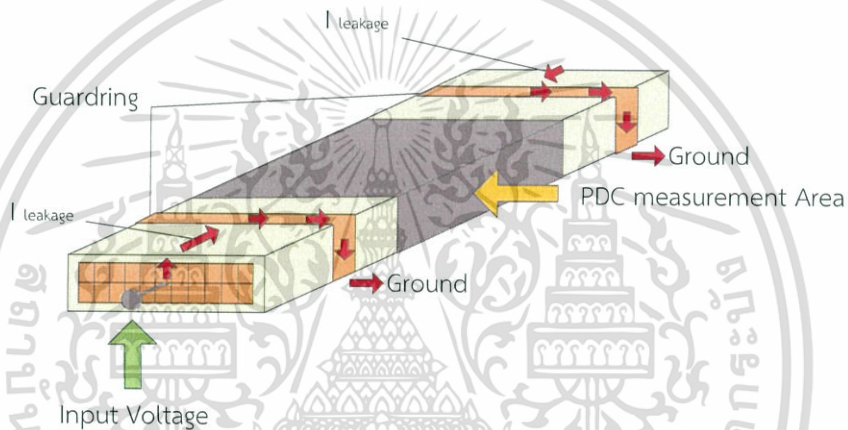 I leakage
Guardring
Ground
PDC measurement Area
I leakage
Ground
Input Voltage